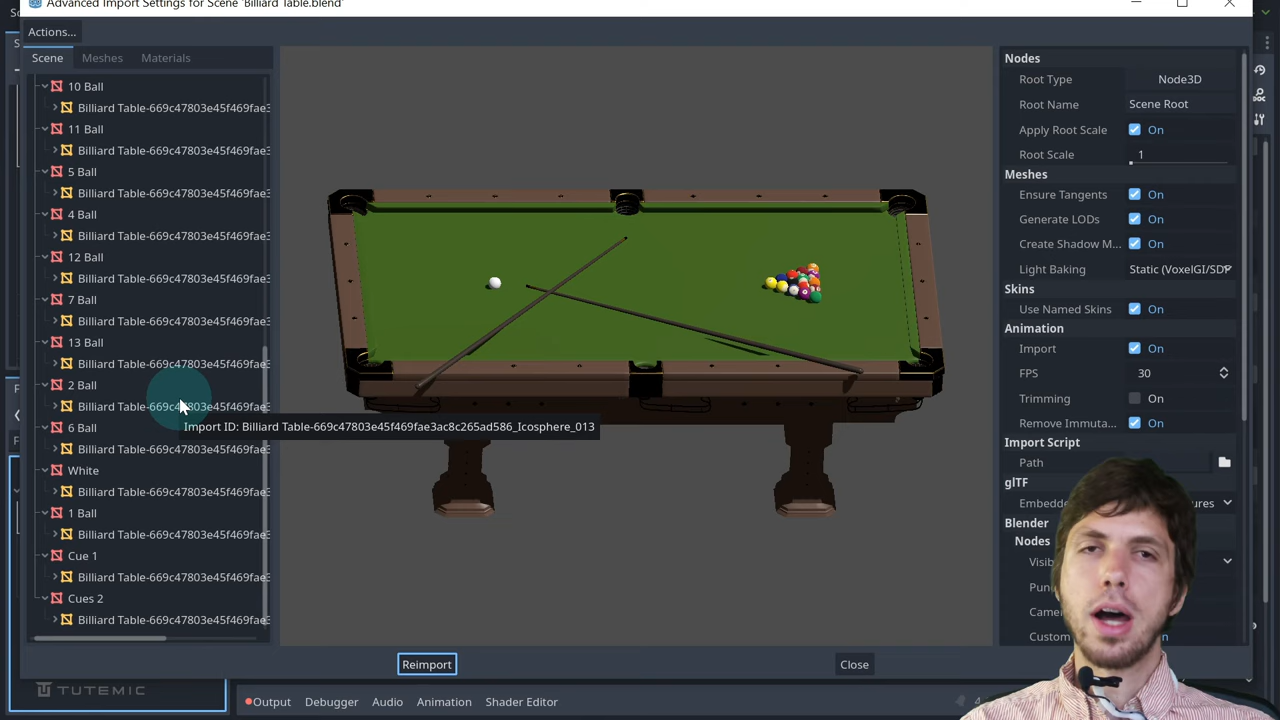 Advanced Import Settings for Scene 'Billiard Table.blend'
Actions...
Scene
Meshes
Materials
10 Ball
Billiard Table-669c47803e45f469fae3
11 Ball
Billiard Table-669c47803e45f469fae3
5 Ball
Billiard Table-669c47803e45f469fae3
4 Ball
Billiard Table-669c47803e45f469fae3
12 Ball
Billiard Table-669c47803e45f469fae3
7 Ball
Billiard Table-669c47803e45f469fae3
13 Ball
Billiard Table-669c47803e45f469fae3
2 Ball
Billiard Table-669c47803e45f469fae3
Import ID: Billiard Table-669c47803e45f469fae3ac8c265ad586_Icosphere_013
6 Ball
Billiard Table-669c47803e45f469fae3
White
Billiard Table-669c47803e45f469fae3
1 Ball
Billiard Table-669c47803e45f469fae3
Cue 1
Billiard Table-669c47803e45f469fae3
Cues 2
Billiard Table-669c47803e45f469fae3
Nodes
Root Type Node3D
Root Name Scene Root
Apply Root Scale On
Root Scale 1
Meshes
Ensure Tangents On
Generate LODs On
Create Shadow M... On
Light Baking Static (VoxelGI/SDF
Skins
Use Named Skins On
Animation
Import On
FPS 30
Trimming On
Remove Immuta... On
Import Script
Path
glTF
Blender
Nodes
Custom
Reimport
Close
TUTEMIC
Output
Debugger
Audio
Animation
Shader Editor